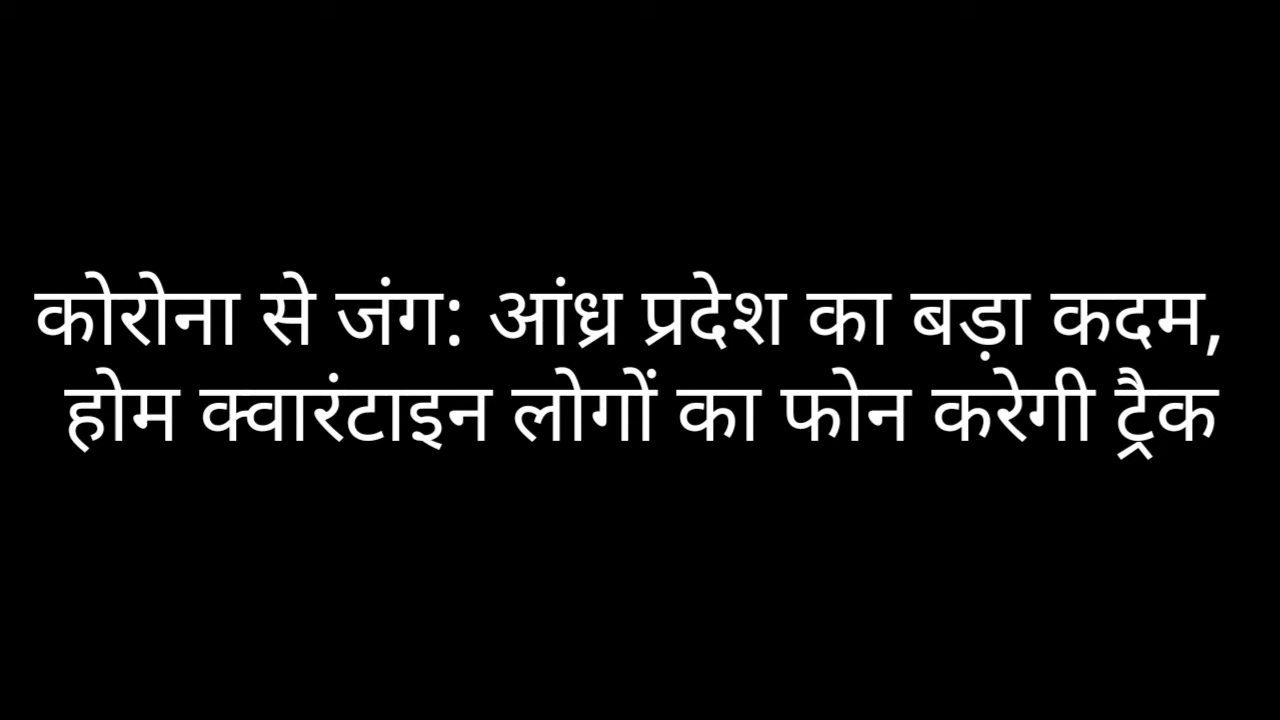 कोरोना से जंग: आंध्र प्रदेश का बड़ा कदम,
होम क्वारंटाइन लोगों का फोन करेगी ट्रैक